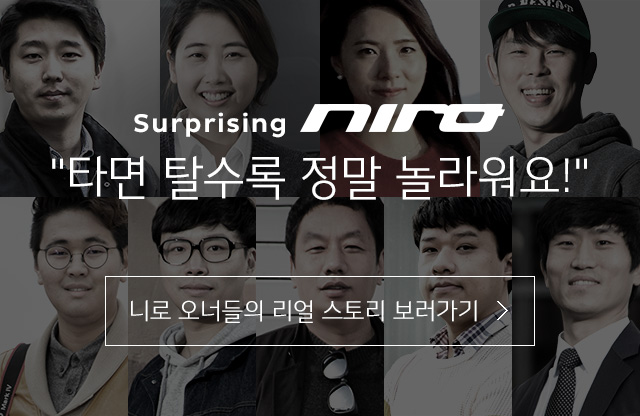 Surprising niro
"타면 탈수록 정말 놀라워요!"
니로 오너들의 리얼 스토리 보러가기 >